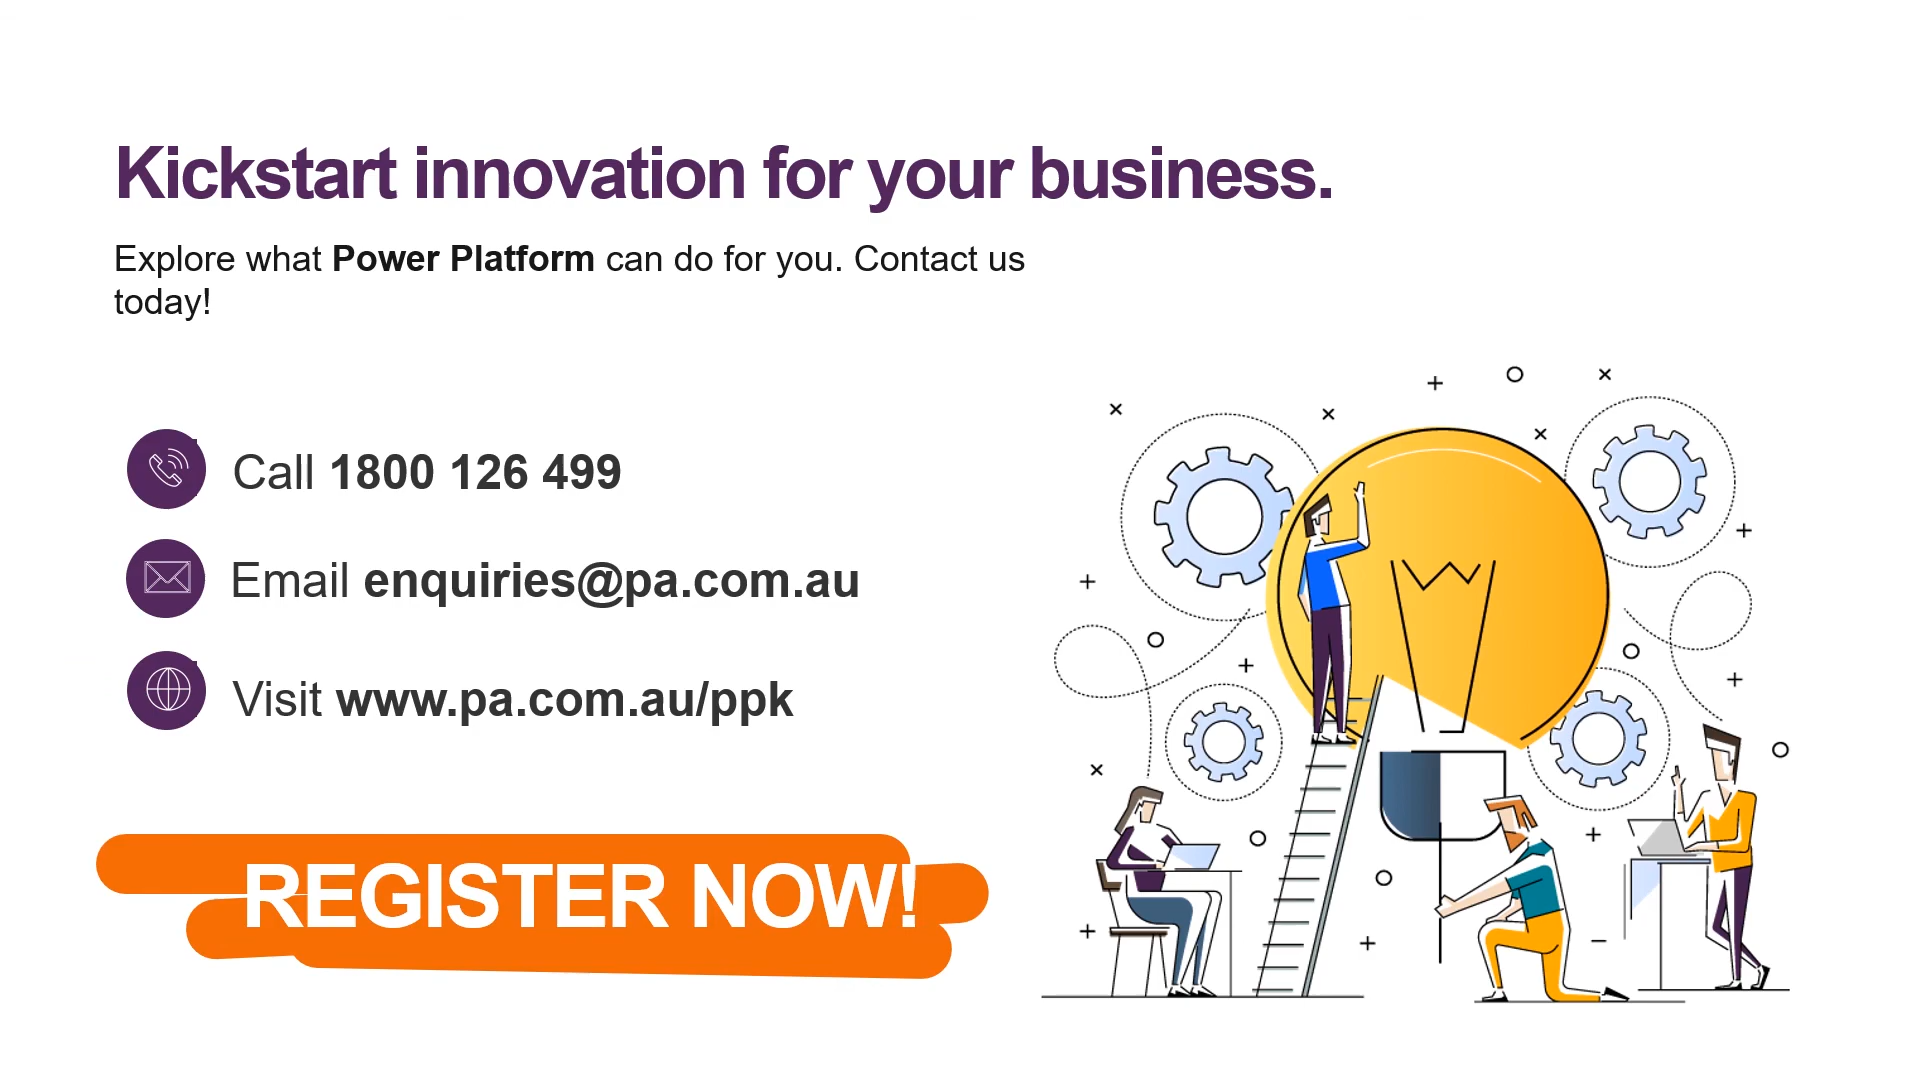 Kickstart innovation for your business.
Explore what Power Platform can do for you. Contact us
today!
Call 1800 126 499
Email enquiries@pa.com.au
Visit www.pa.com.au/ppk
REGISTER NOW!